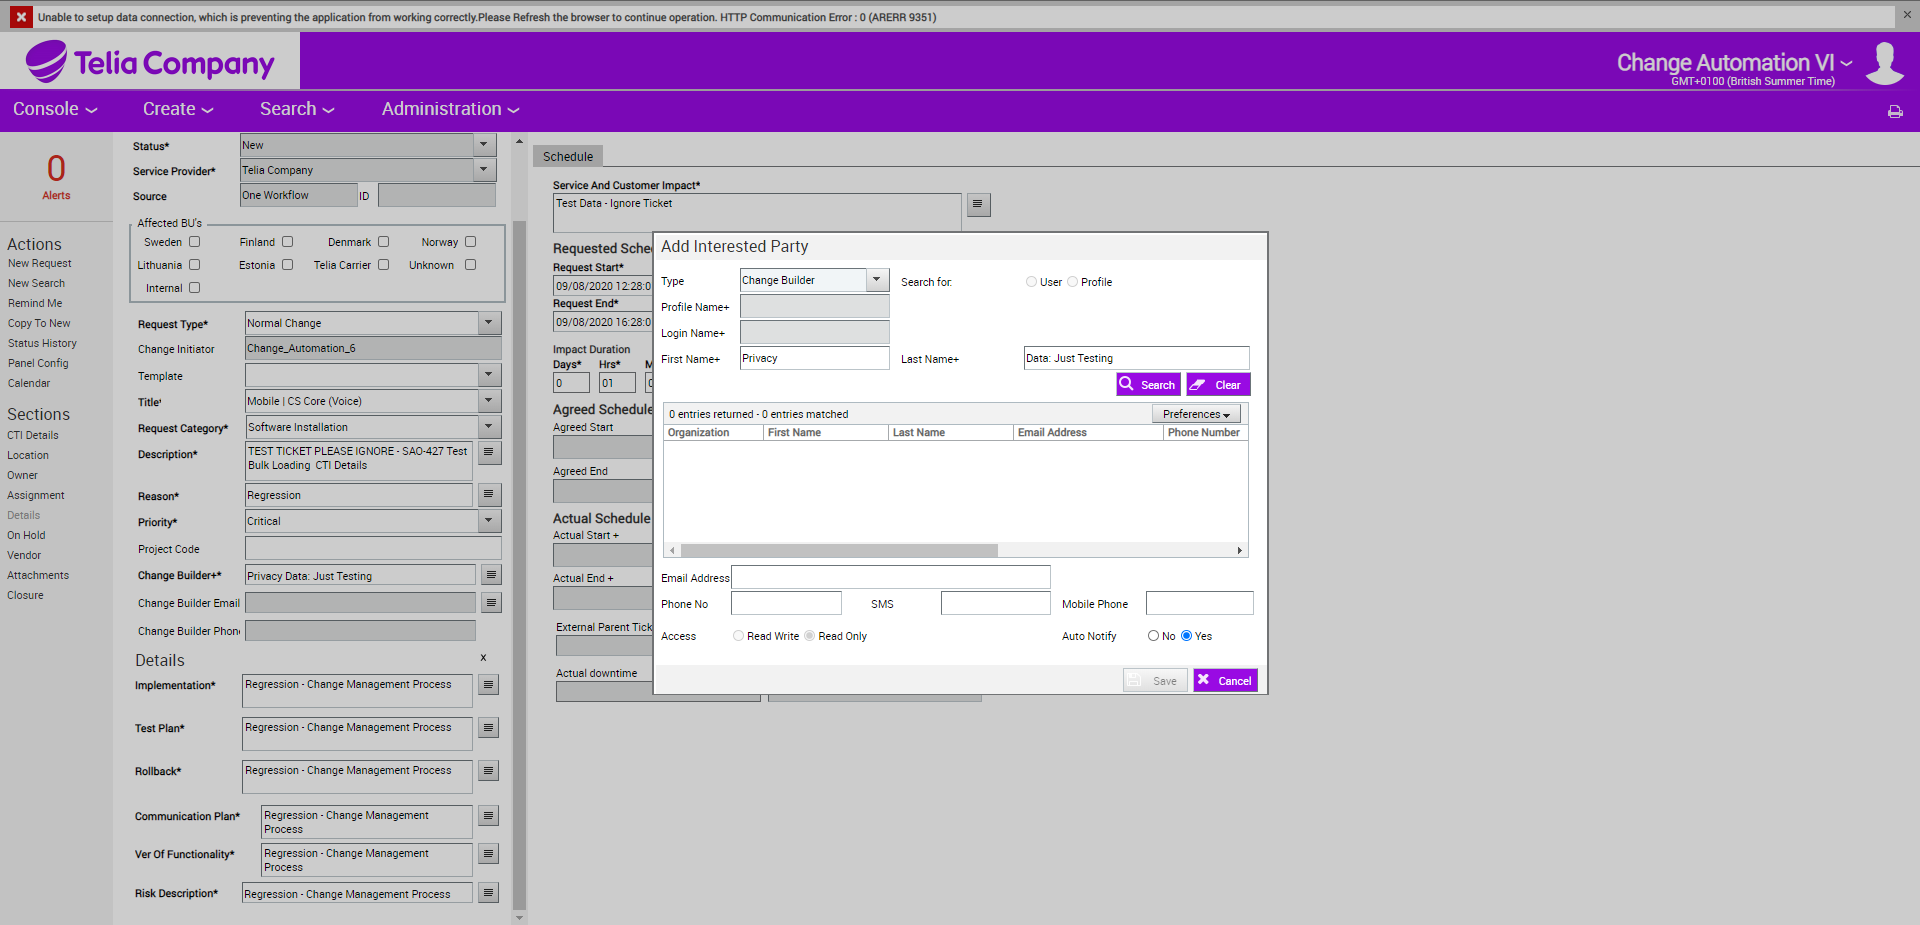 Unable to setup data connection, which is preventing the application from working correctly.Please Refresh the browser to continue operation. HTTP Communication Error : 0 (ARERR 9351)
Telia Company
Change Automation VI
GMT+0100 (British Summer Time)
Console
Create
Search
Administration
0
Alerts
Actions
New Request
New Search
Remind Me
Copy To New
Status History
Panel Config
Calendar
Sections
CTI Details
Location
Owner
Assignment
Details
On Hold
Vendor
Attachments
Closure
Status* New
Service Provider* Telia Company
Source One Workflow ID
Affected BU's
Sweden Finland Denmark Norway
Lithuania Estonia Telia Carrier Unknown
Internal
Request Type* Normal Change
Change Initiator Change_Automation_6
Template
Title* Mobile | CS Core (Voice)
Request Category* Software Installation
Description* TEST TICKET PLEASE IGNORE - SAO-427 Test
Bulk Loading CTI Details
Reason* Regression
Priority* Critical
Project Code
Change Builder+* Privacy Data: Just Testing
Change Builder Email
Change Builder Phon
Details x
Implementation* Regression - Change Management Process
Test Plan* Regression - Change Management Process
Rollback* Regression - Change Management Process
Communication Plan* Regression - Change Management
Process
Ver Of Functionality* Regression - Change Management
Process
Risk Description* Regression - Change Management Process
Schedule
Service And Customer Impact*
Test Data - Ignore Ticket
Requested Sche
Request Start*
09/08/2020 12:28:0
Request End*
09/08/2020 16:28:0
Impact Duration
Days* Hrs* M
0 01 0
Agreed Schedule
Agreed Start
Agreed End
Actual Schedule
Actual Start +
Actual End +
External Parent Tick
Actual downtime
Add Interested Party
Type Change Builder Search for: User Profile
Profile Name+
Login Name+
First Name+ Privacy Last Name+ Data: Just Testing
Search Clear
0 entries returned - 0 entries matched Preferences
Organization First Name Last Name Email Address Phone Number
Email Address
Phone No SMS Mobile Phone
Access Read Write Read Only Auto Notify No Yes
Save Cancel